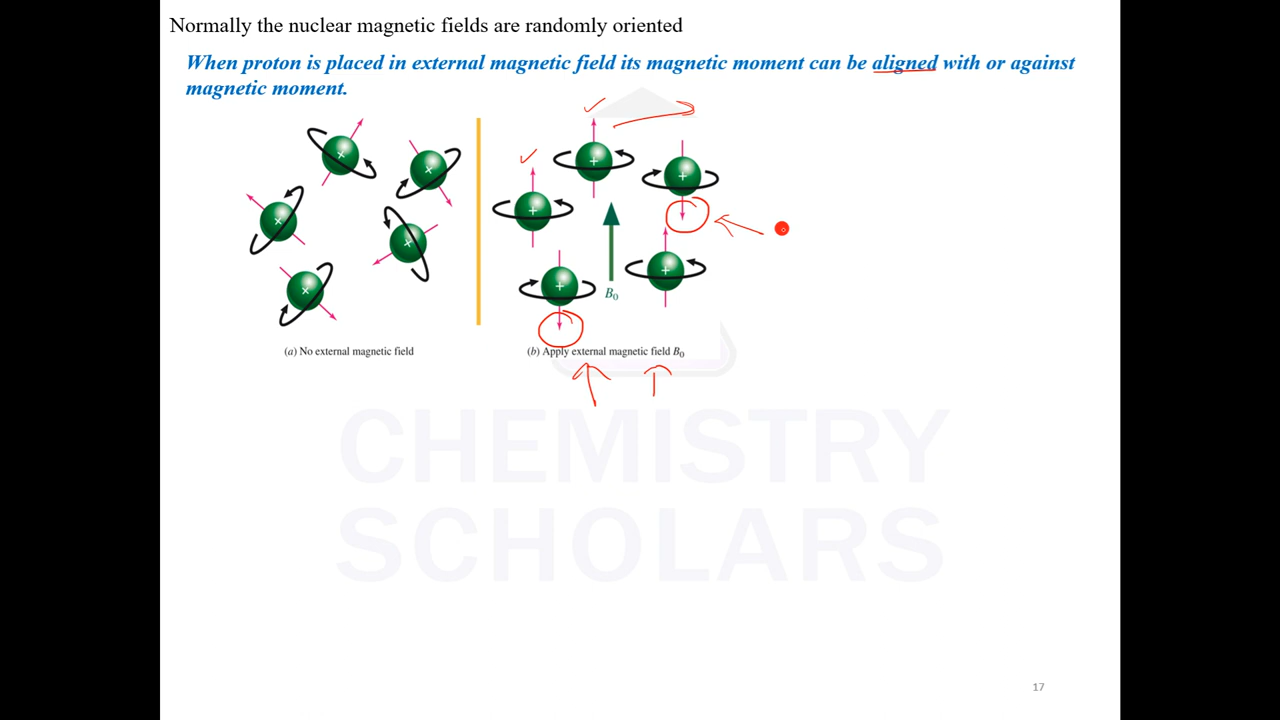 Normally the nuclear magnetic fields are randomly oriented
When proton is placed in external magnetic field its magnetic moment can be aligned with or against
magnetic moment.
B₀
(a) No external magnetic field
(b) Apply external magnetic field B₀
CHEMISTRY
SCHOLARS
17